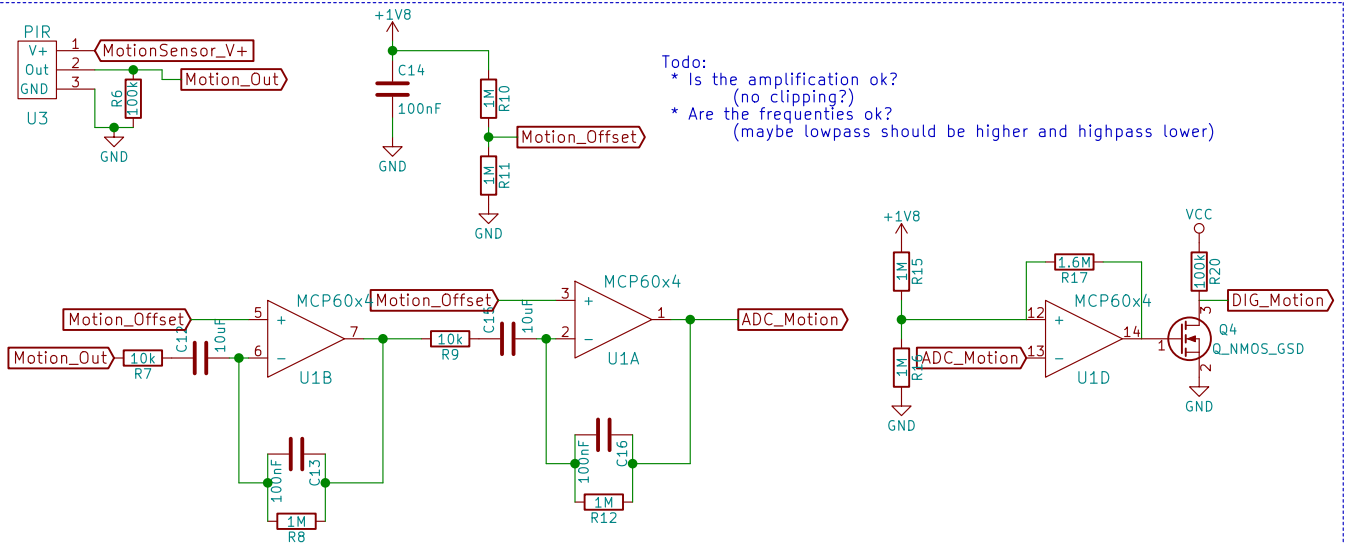 PIR
V+
1
MotionSensor_V+
Out
2
Motion_Out
GND
3
R6
100k
U3
GND
+1V8
C14
100nF
GND
1M
R10
Motion_Offset
1M
R11
GND
Todo:
* Is the amplification ok?
(no clipping?)
* Are the frequenties ok?
(maybe lowpass should be higher and highpass lower)
Motion_Offset
Motion_Out
10k
R7
C12
10uF
5
6
+
-
7
MCP60x4
U1B
100nF
C13
1M
R8
Motion_Offset
10k
R9
C15
10uF
3
2
+
-
1
MCP60x4
U1A
ADC_Motion
100nF
C16
1M
R12
+1V8
1M
R15
1M
R16
GND
ADC_Motion
12
13
+
-
14
1.6M
R17
MCP60x4
U1D
VCC
100k
R20
DIG_Motion
3
1
2
Q4
Q_NMOS_GSD
GND